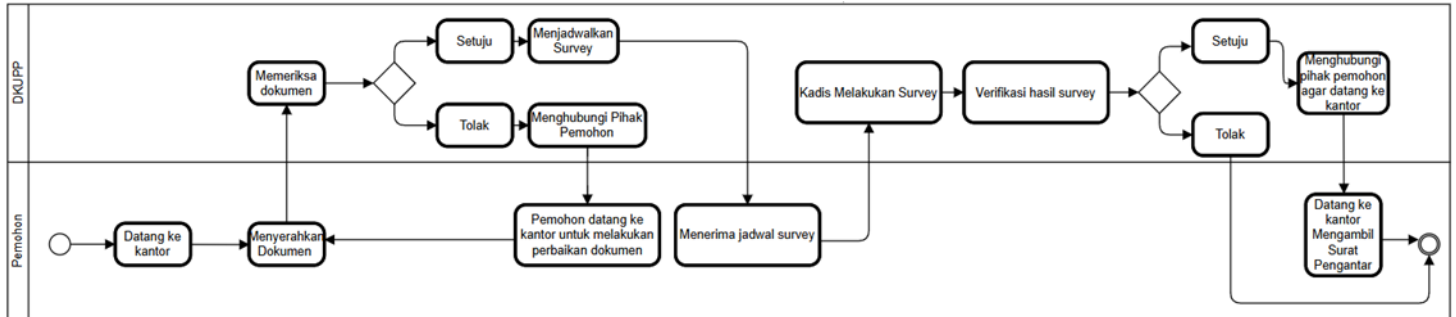 DKUPP
Memeriksa
dokumen
Setuju
Menjadwalkan
Survey
Tolak
Menghubungi Pihak
Pemohon
Kadis Melakukan Survey
Verifikasi hasil survey
Setuju
Menghubungi
pihak pemohon
agar datang ke
kantor
Tolak
Pemohon
Datang ke
kantor
Menyerahkan
Dokumen
Pemohon datang ke
kantor untuk melakukan
perbaikan dokumen
Menerima jadwal survey
Datang ke
kantor
Mengambil
Surat
Pengantar